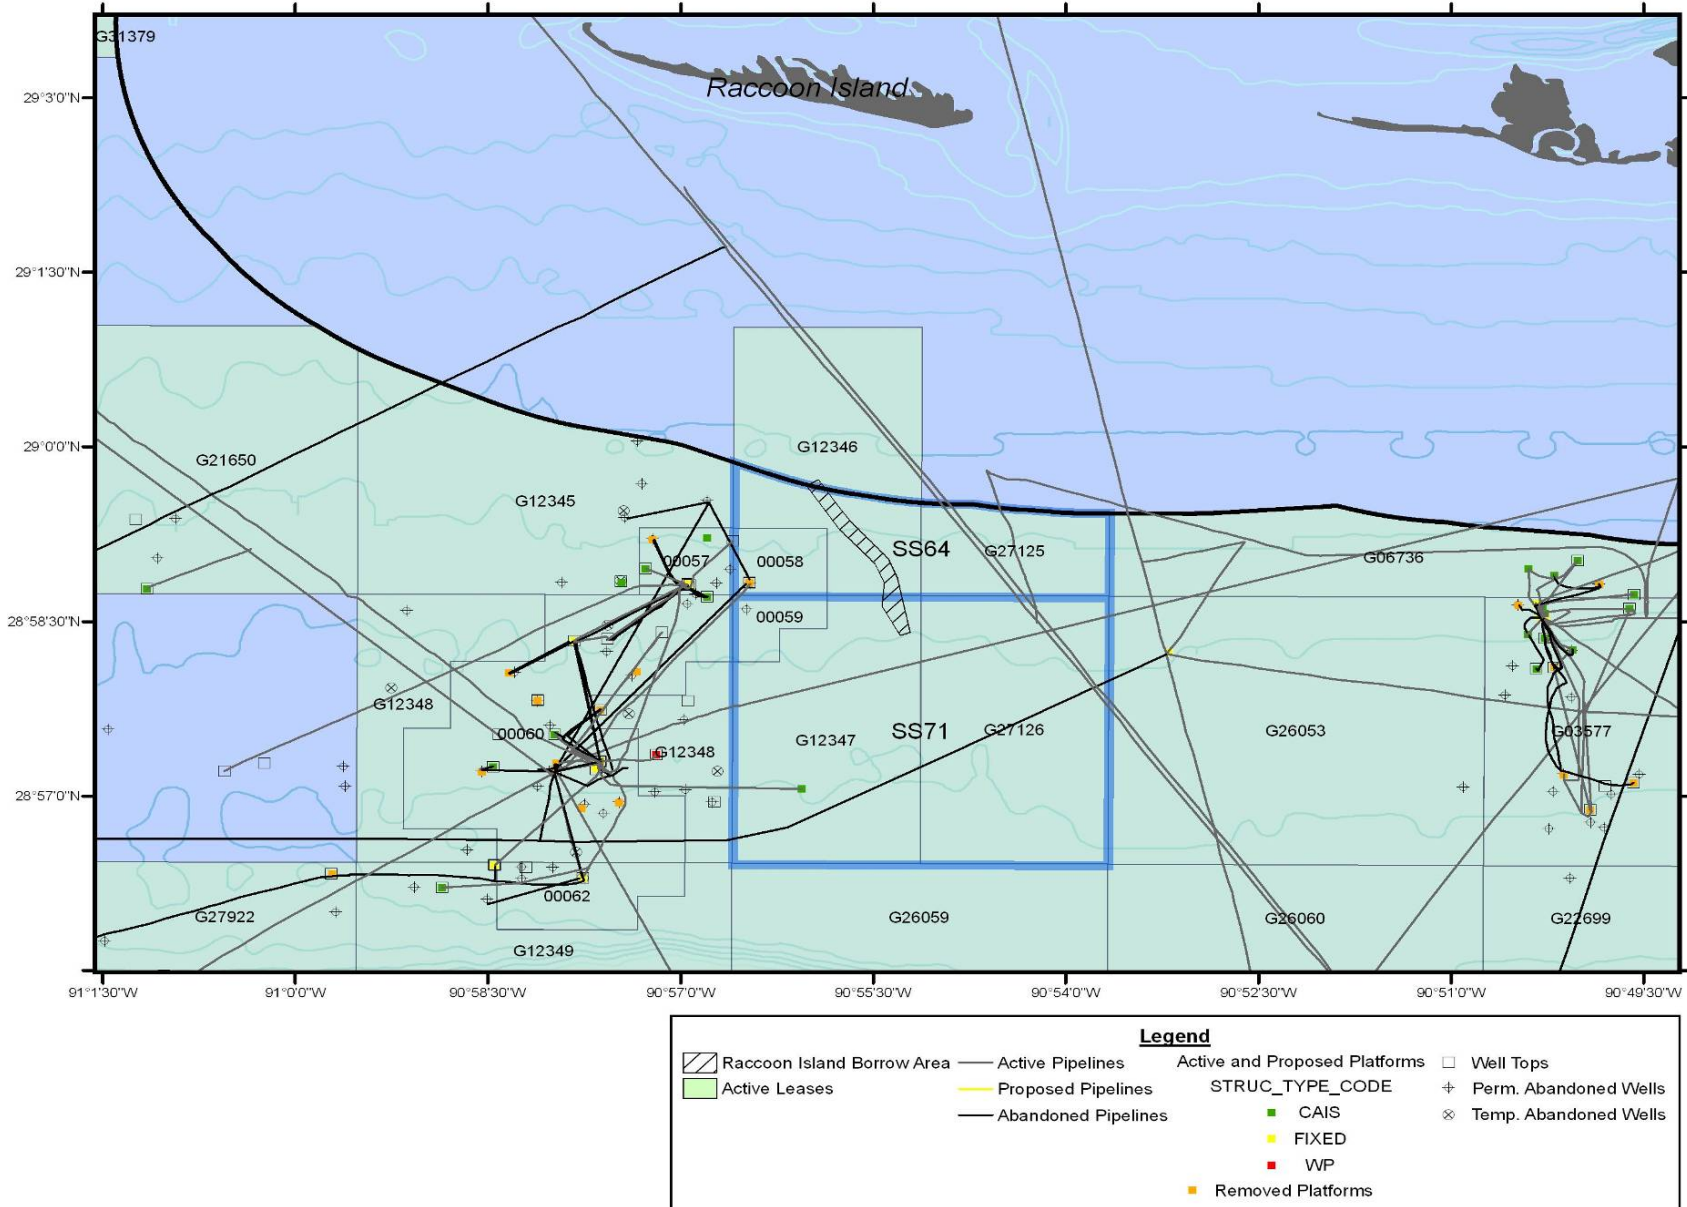 G31379
Raccoon Island
29°3'0"N
29°1'30"N
29°0'0"N
28°58'30"N
28°57'0"N
G12346
G21650
G12345
SS64
G27125
G06736
00057
00058
00059
G12348
00060
G12348
G12347
SS71
G27126
G26053
G03577
G27922
00062
G26059
G26060
G22699
G12349
91°1'30"W
91°0'0"W
90°58'30"W
90°57'0"W
90°55'30"W
90°54'0"W
90°52'30"W
90°51'0"W
90°49'30"W
Legend
Raccoon Island Borrow Area
Active Leases
Active Pipelines
Proposed Pipelines
Abandoned Pipelines
Active and Proposed Platforms
STRUC_TYPE_CODE
CAIS
FIXED
WP
Removed Platforms
Well Tops
Perm. Abandoned Wells
Temp. Abandoned Wells